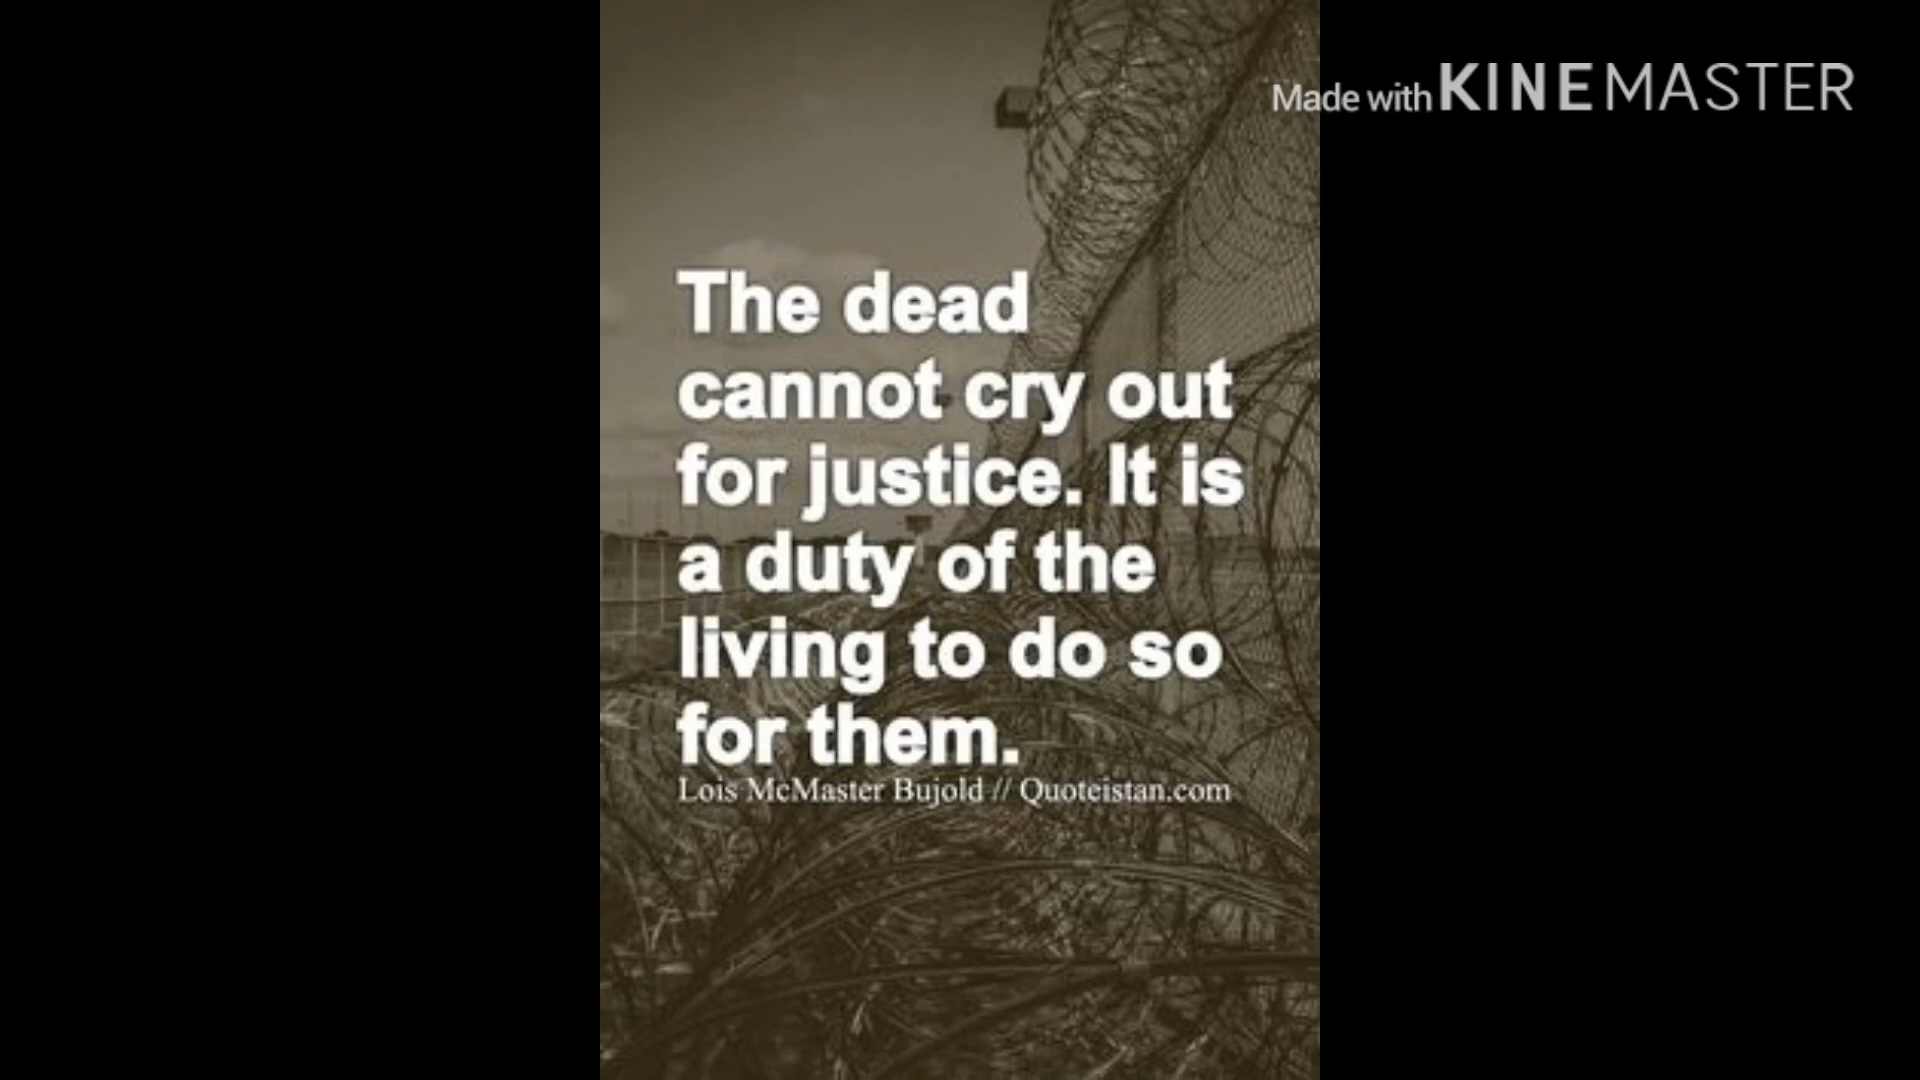 Made with KINEMASTER
The dead
cannot cry out
for justice. It is
a duty of the
living to do so
for them.
Lois McMaster Bujold // Quoteistan.com